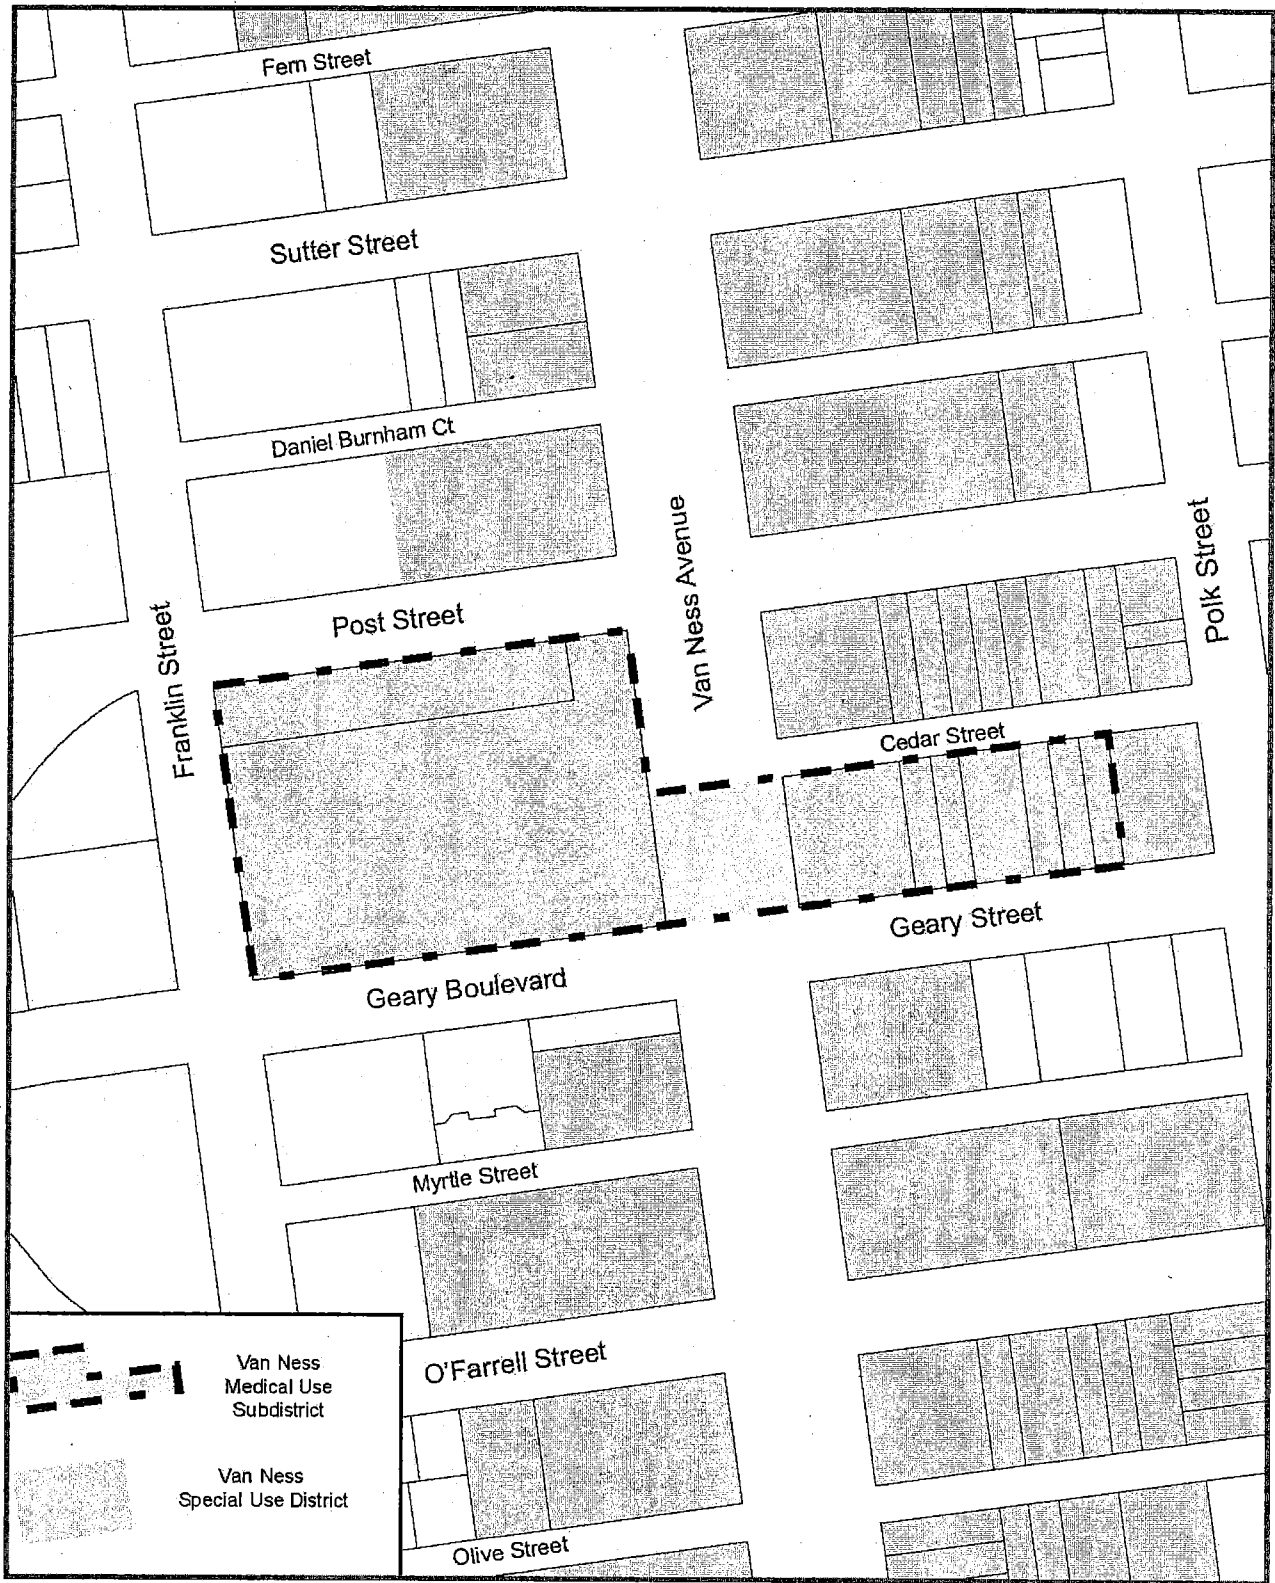 Fern Street
Sutter Street
Daniel Burnham Ct
Van Ness Avenue
Polk Street
Post Street
Franklin Street
Cedar Street
Geary Street
Geary Boulevard
Myrtle Street
O'Farrell Street
Van Ness
Medical Use
Subdistrict
Van Ness
Special Use District
Olive Street